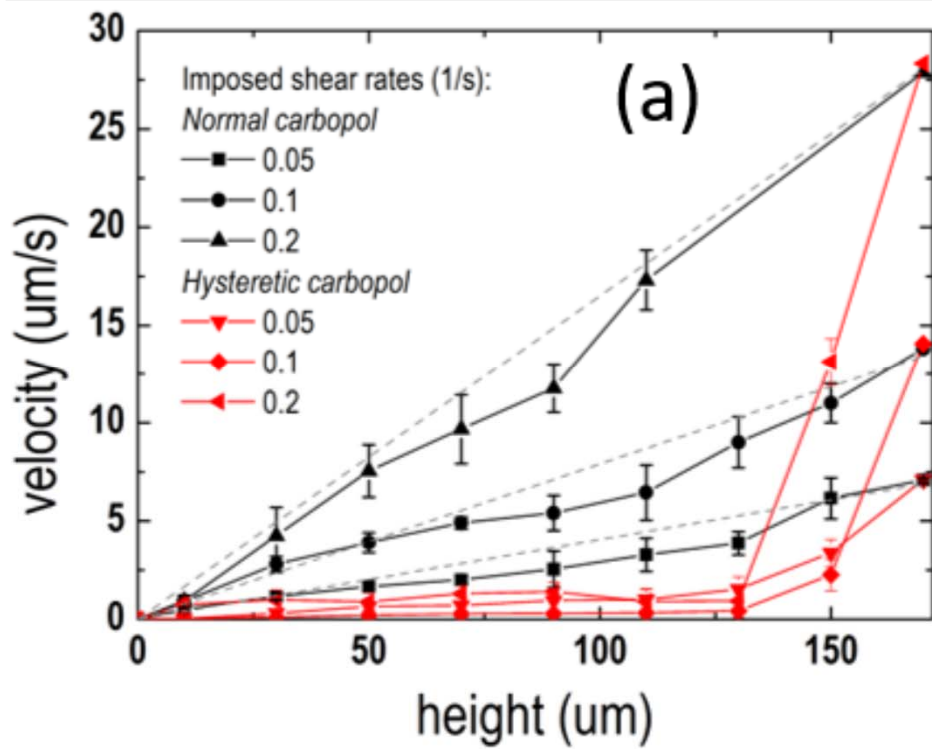 30
25
20
15
10
5
0
velocity (um/s)
Imposed shear rates (1/s):
Normal carbopol
0.05
0.1
0.2
Hysteretic carbopol
0.05
0.1
0.2
(a)
0 50 100 150
height (um)